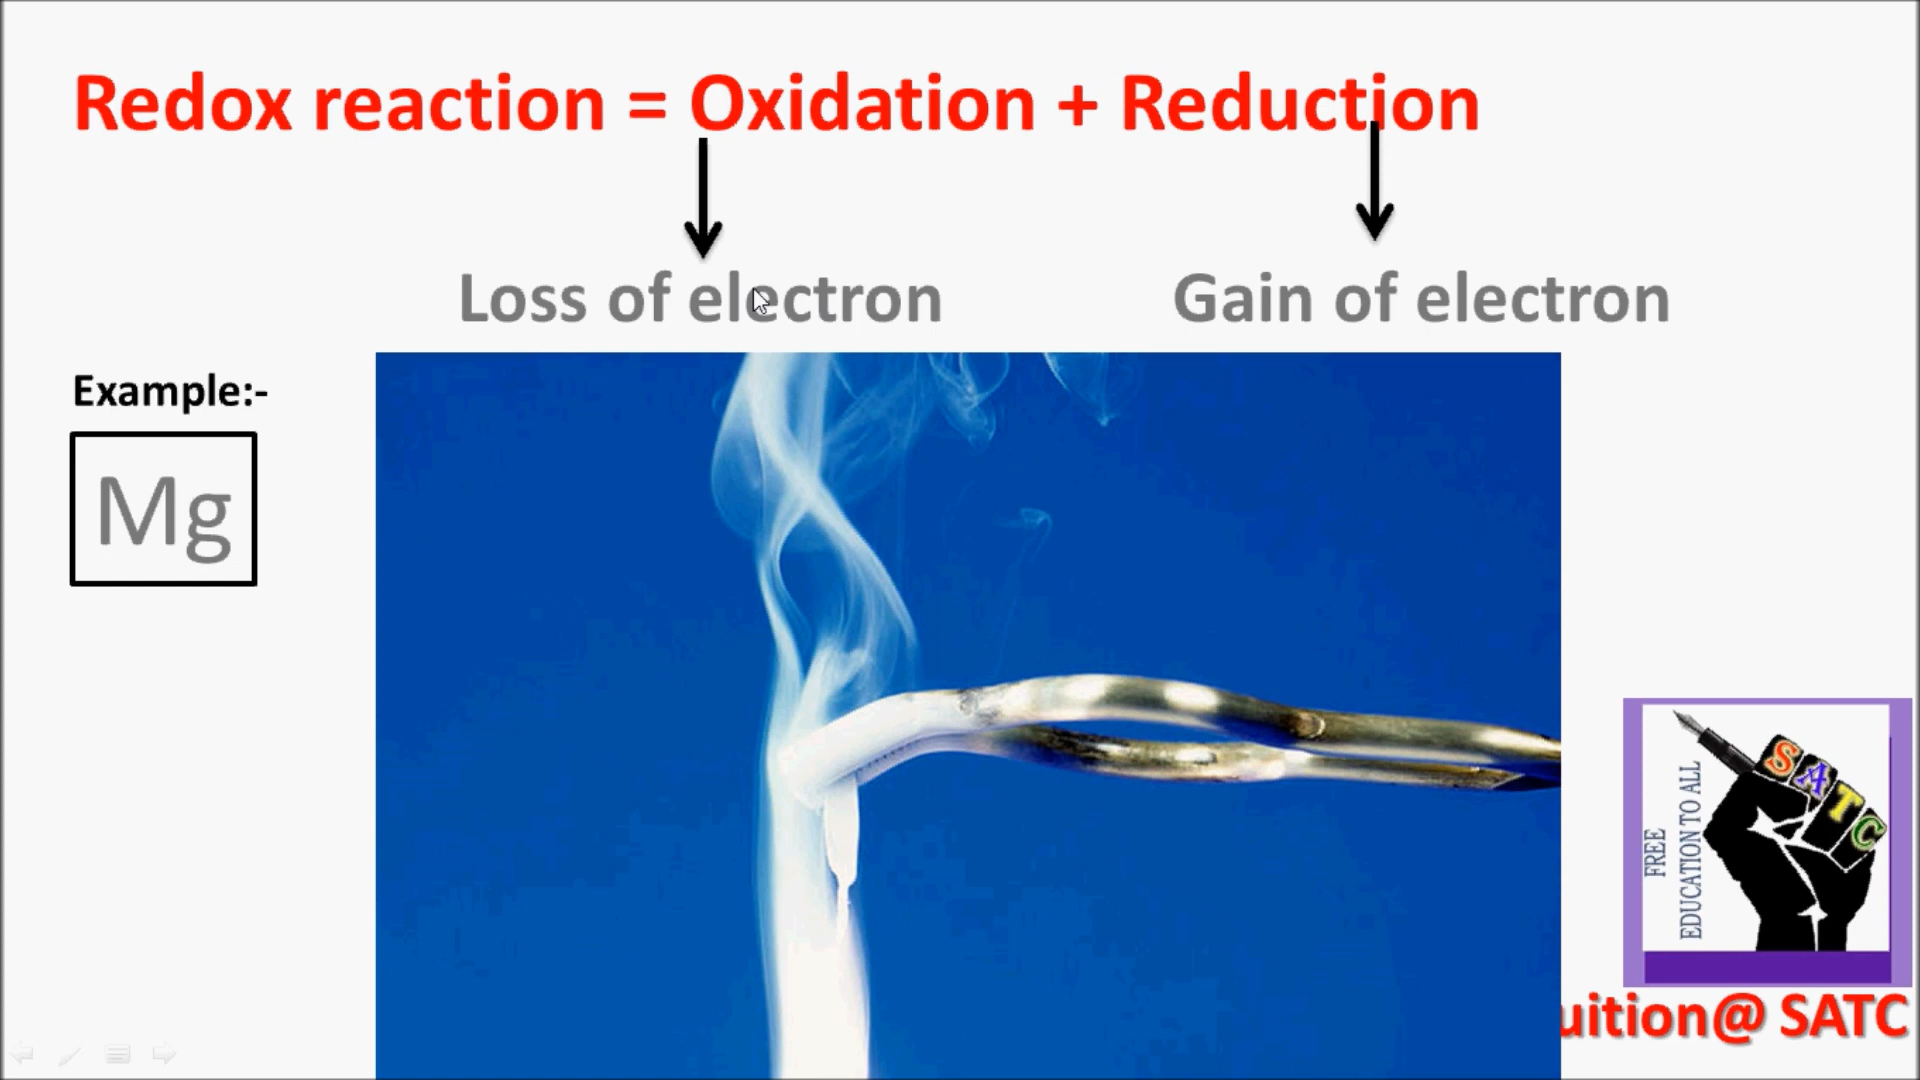 Redox reaction = Oxidation + Reduction
Loss of electron
Gain of electron
Example:-
Mg
FREE
EDUCATION TO ALL
SATC
uition@ SATC